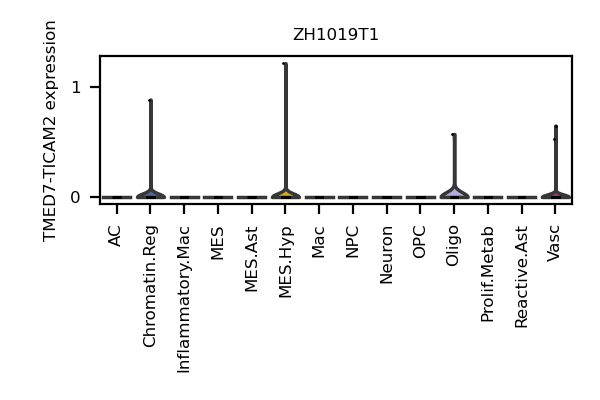 ZH1019T1
TMED7-TICAM2 expression
1
0
AC
Chromatin.Reg
Inflammatory.Mac
MES
MES.Ast
MES.Hyp
Mac
NPC
Neuron
OPC
Oligo
Prolif.Metab
Reactive.Ast
Vasc